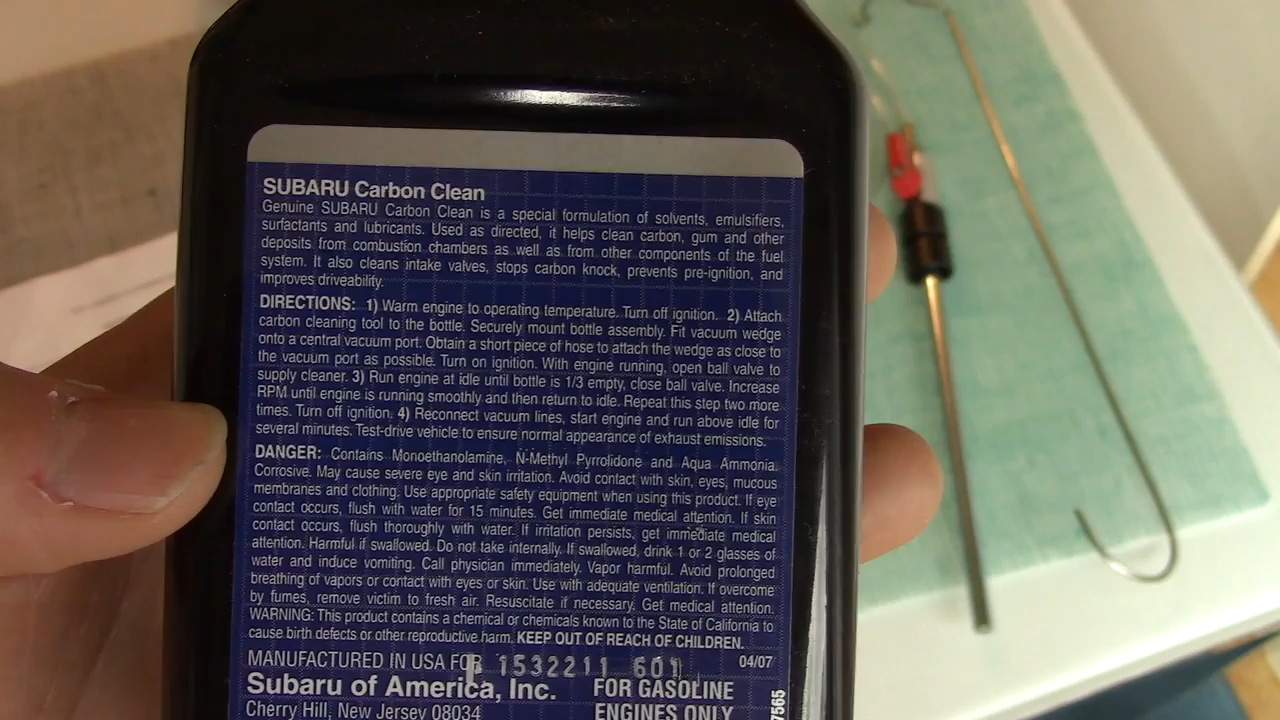 SUBARU Carbon Clean
Genuine SUBARU Carbon Clean is a special formulation of solvents, emulsifiers,
surfactants and lubricants. Used as directed, it helps clean carbon, gum and other
deposits from combustion chambers as well as from other components of the fuel
system. It also cleans intake valves, stops carbon knock, prevents pre-ignition, and
improves driveability.
DIRECTIONS: 1) Warm engine to operating temperature. Turn off ignition. 2) Attach
carbon cleaning tool to the bottle. Securely mount bottle assembly. Fit vacuum wedge
onto a central vacuum port. Obtain a short piece of hose to attach the wedge as close to
the vacuum port as possible. Turn on ignition. With engine running, open ball valve to
supply cleaner. 3) Run engine at idle until bottle is 1/3 empty, close ball valve. Increase
RPM until engine is running smoothly and then return to idle. Repeat this step two more
times. Turn off ignition. 4) Reconnect vacuum lines, start engine and run above idle for
several minutes. Test-drive vehicle to ensure normal appearance of exhaust emissions.
DANGER: Contains Monoethanolamine, N-Methyl Pyrrolidone and Aqua Ammonia.
Corrosive. May cause severe eye and skin irritation. Avoid contact with skin, eyes, mucous
membranes and clothing. Use appropriate safety equipment when using this product. If eye
contact occurs, flush with water for 15 minutes. Get immediate medical attention. If skin
contact occurs, flush thoroughly with water. If irritation persists, get immediate medical
attention. Harmful if swallowed. Do not take internally. If swallowed, drink 1 or 2 glasses of
water and induce vomiting. Call physician immediately. Vapor harmful. Avoid prolonged
breathing of vapors or contact with eyes or skin. Use with adequate ventilation. If overcome
by fumes, remove victim to fresh air. Resuscitate if necessary. Get medical attention.
WARNING: This product contains a chemical or chemicals known to the State of California to
cause birth defects or other reproductive harm. KEEP OUT OF REACH OF CHILDREN.
MANUFACTURED IN USA FOR 1532211 601 04/07
Subaru of America, Inc.
Cherry Hill, New Jersey 08034
FOR GASOLINE
ENGINES ONLY
7565